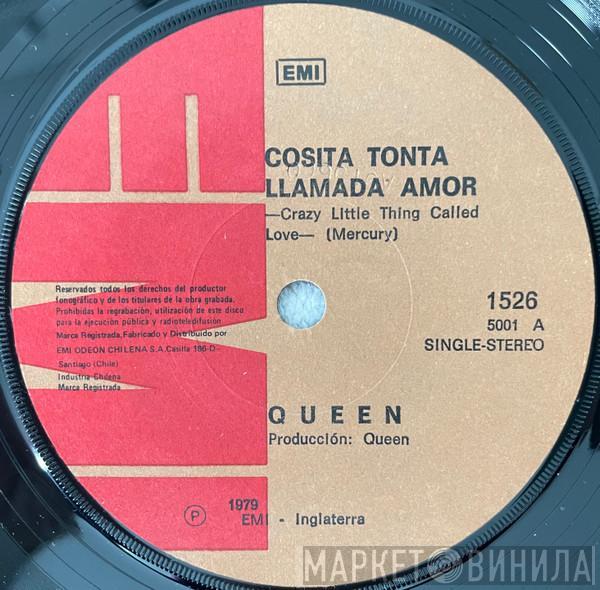 EMI
COSITA TONTA
LLAMADA AMOR
—Crazy Little Thing Called
Love— (Mercury)
Reservados todos los derechos del productor
fonográfico y de los titulares de la obra grabada.
Prohibidas la regrabación, utilización de este disco
para la ejecución pública y radioteledifusión
Marca Registrada, Fabricado y Distribuido por
EMI ODEON CHILENA S.A. Casilla 186-D-
Santiago (Chile)
Industria Chilena
Marca Registrada
1526
5001 A
SINGLE-STEREO
QUEEN
Producción: Queen
Ⓟ 1979
EMI - Inglaterra
EMI
МАРКЕТ ВИНИЛА